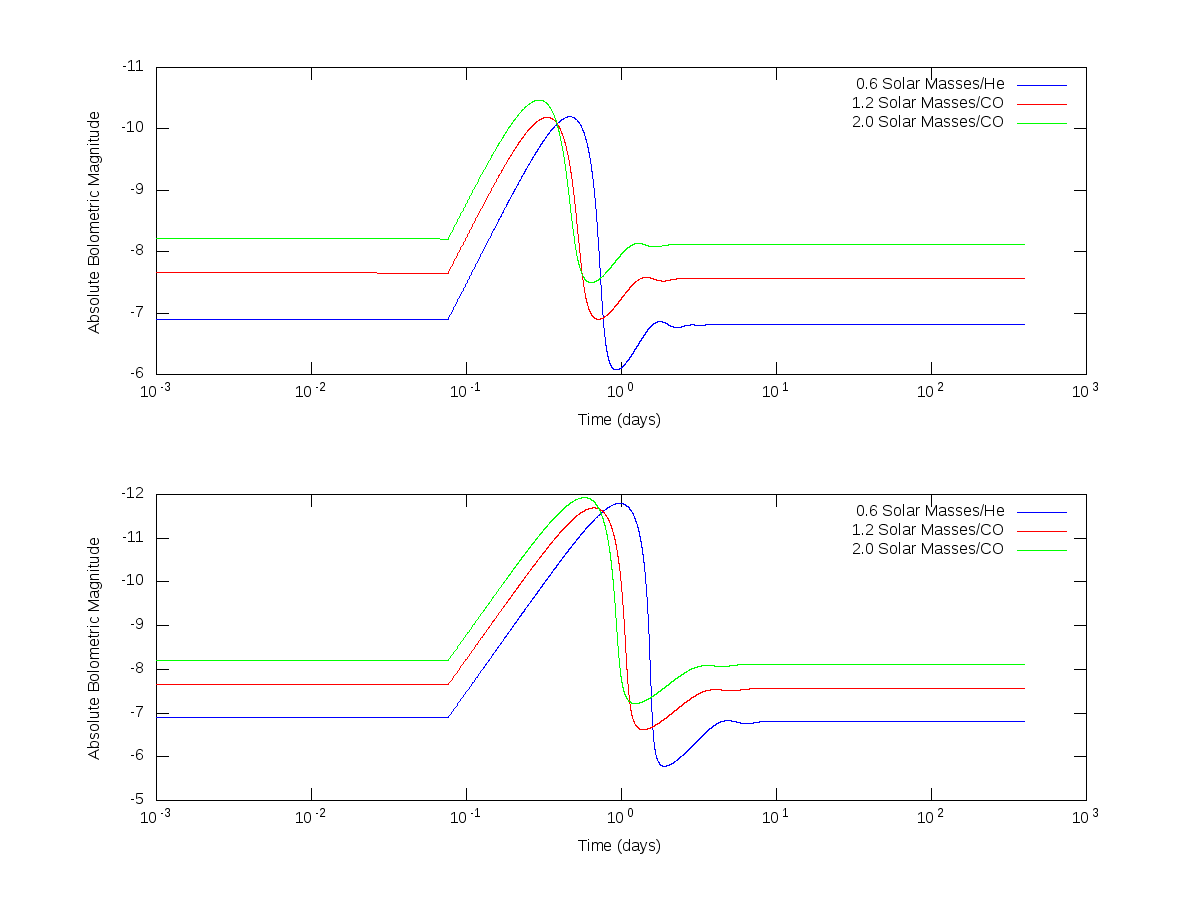 -11
0.6 Solar Masses/He
1.2 Solar Masses/CO
2.0 Solar Masses/CO
-10
-9
-8
-7
-6
Absolute Bolometric Magnitude
10^-3 10^-2 10^-1 10^0 10^1 10^2 10^3
Time (days)
-12
0.6 Solar Masses/He
1.2 Solar Masses/CO
2.0 Solar Masses/CO
-11
-10
-9
-8
-7
-6
-5
Absolute Bolometric Magnitude
10^-3 10^-2 10^-1 10^0 10^1 10^2 10^3
Time (days)